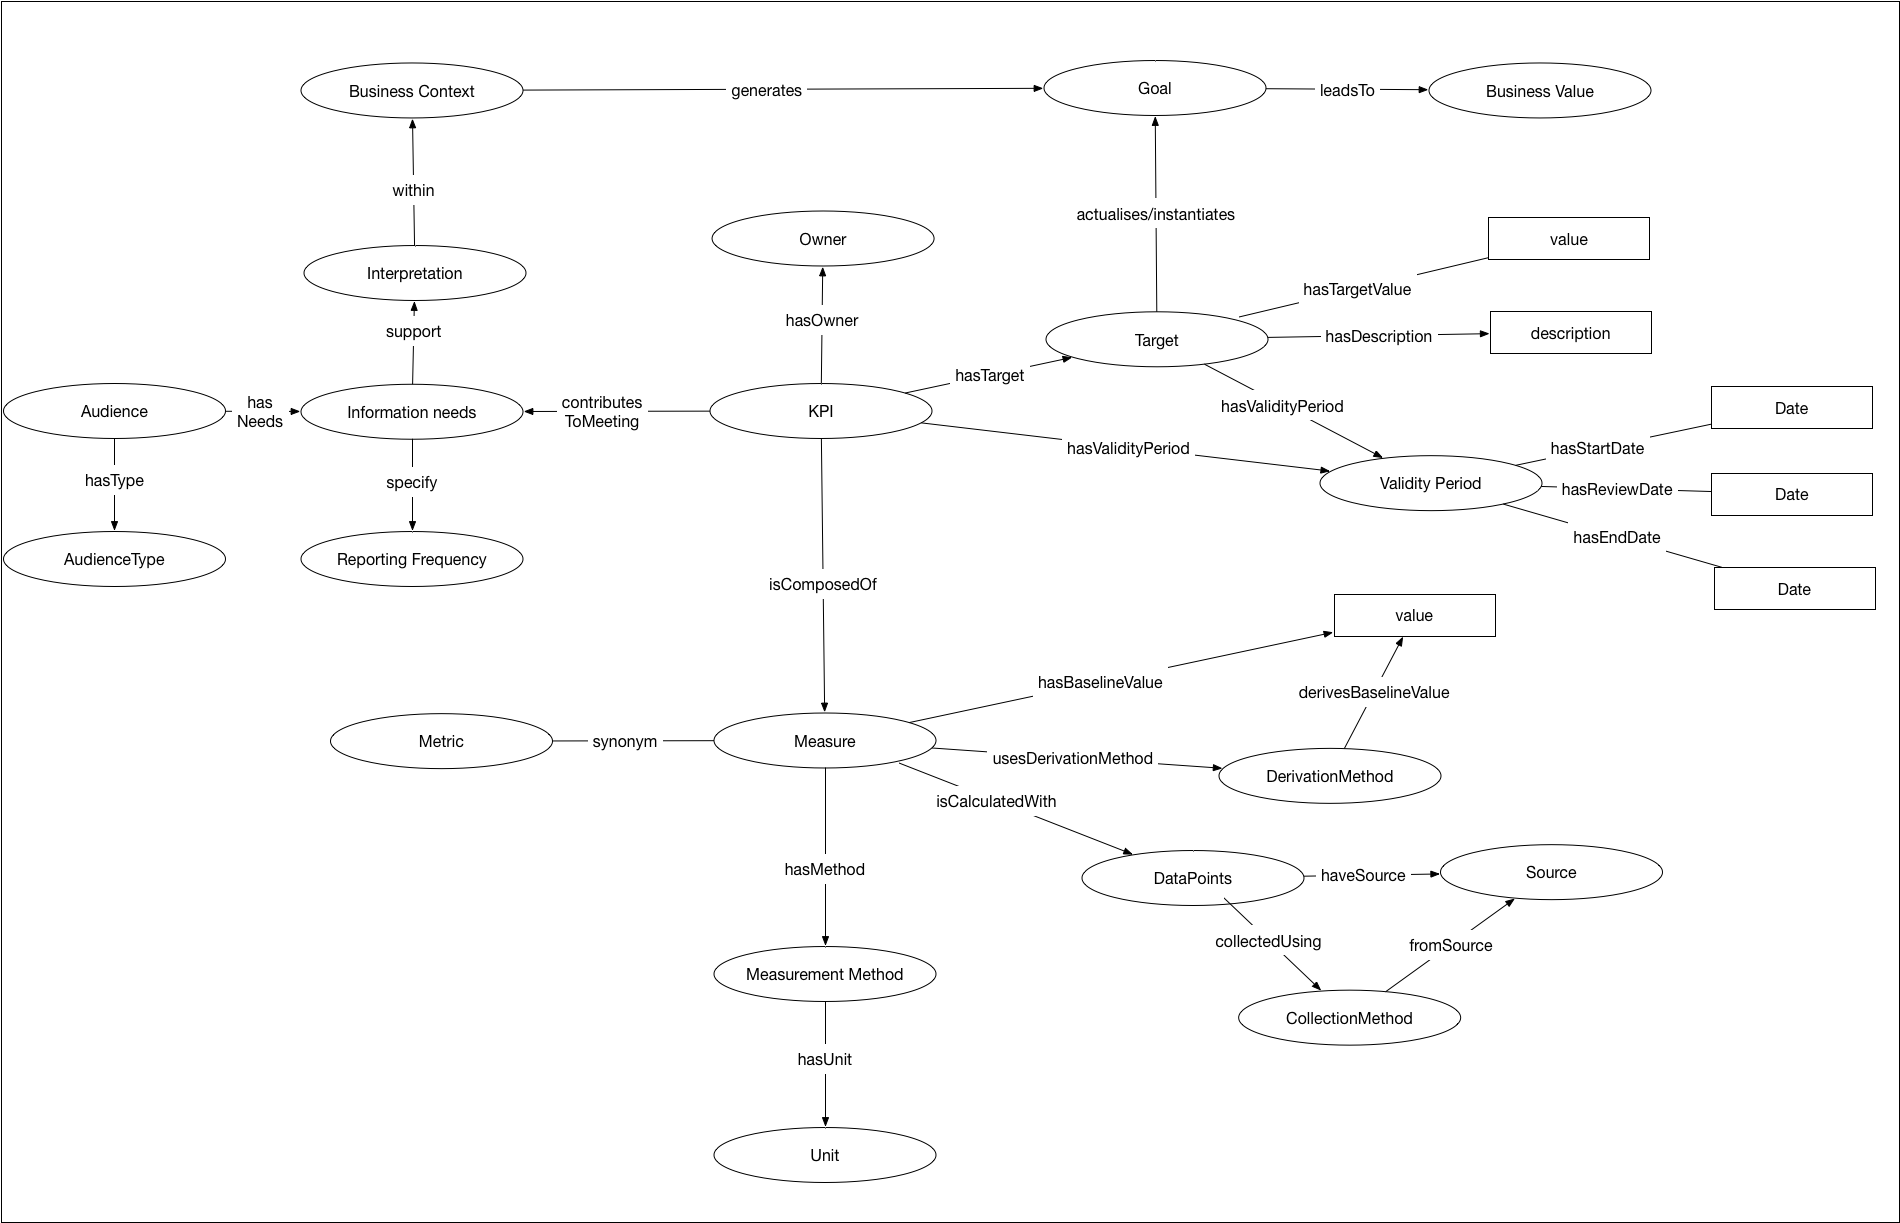 Business Context
generates
Goal
leadsTo
Business Value
within
actualises/instantiates
Owner
value
Interpretation
hasTargetValue
support
hasOwner
Target
hasDescription
description
hasTarget
Audience
has
Needs
Information needs
contributes
ToMeeting
KPI
hasValidityPeriod
Date
hasValidityPeriod
hasStartDate
hasType
specify
Validity Period
hasReviewDate
Date
hasEndDate
AudienceType
Reporting Frequency
isComposedOf
Date
value
hasBaselineValue
derivesBaselineValue
Metric
synonym
Measure
usesDerivationMethod
DerivationMethod
isCalculatedWith
hasMethod
DataPoints
haveSource
Source
collectedUsing
fromSource
Measurement Method
CollectionMethod
hasUnit
Unit